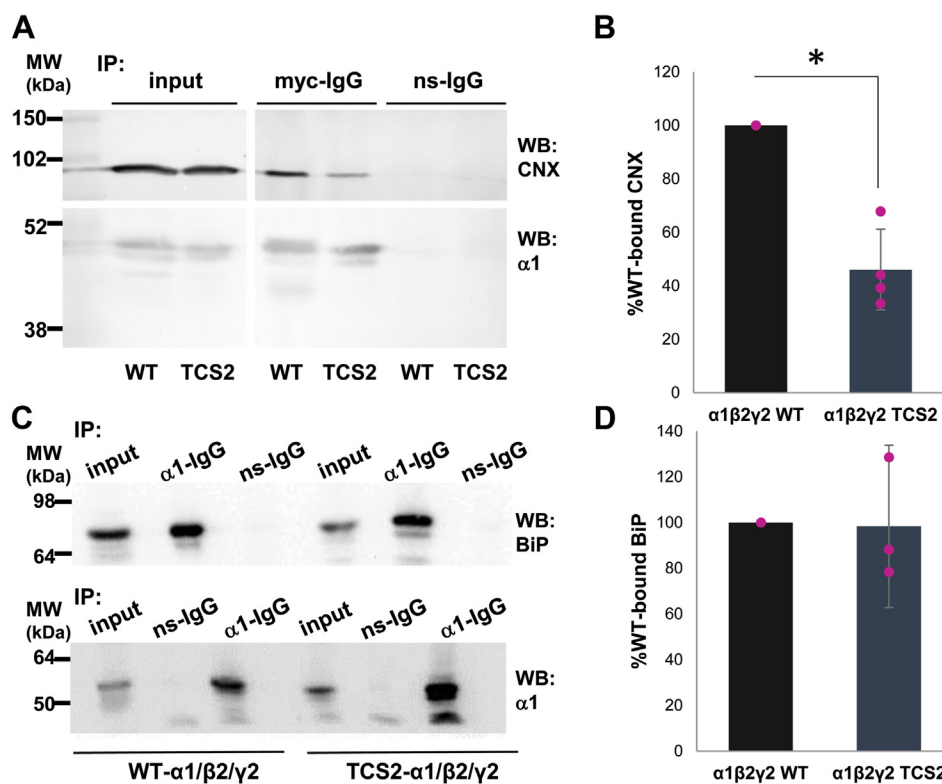 A
MW
(kDa)
IP:
input
myc-IgG
ns-IgG
150
102
WB:
CNX
52
WB:
α1
38
WT TCS2 WT TCS2 WT TCS2
B
%WT-bound CNX
120
100
80
60
40
20
0
*
α1β2γ2 WT
α1β2γ2 TCS2
C
IP:
MW
(kDa)
input
α1-IgG
ns-IgG
input
α1-IgG
ns-IgG
98
64
WB:
BiP
IP:
MW
(kDa)
input
ns-IgG
α1-IgG
input
ns-IgG
α1-IgG
64
50
WB:
α1
WT-α1/β2/γ2
TCS2-α1/β2/γ2
D
%WT-bound BiP
140
120
100
80
60
40
20
0
α1β2γ2 WT
α1β2γ2 TCS2